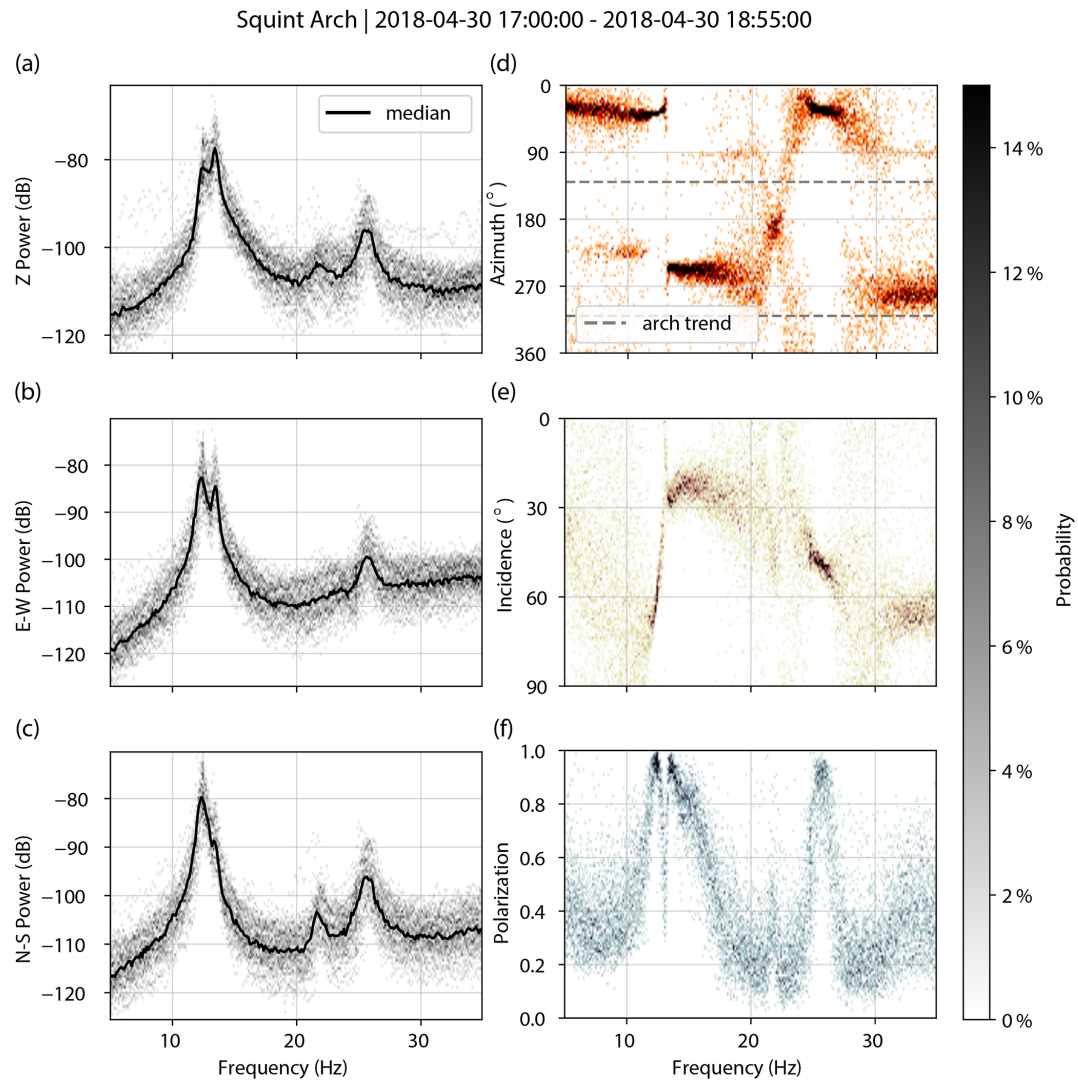 Squint Arch | 2018-04-30 17:00:00 - 2018-04-30 18:55:00
(a)
median
Z Power (dB)
−80
−100
−120
(b)
E-W Power (dB)
−80
−90
−100
−110
−120
(c)
N-S Power (dB)
−80
−90
−100
−110
−120
10
20
30
Frequency (Hz)
(d)
Azimuth (°)
0
90
180
270
360
arch trend
(e)
Incidence (°)
0
30
60
90
(f)
Polarization
1.0
0.8
0.6
0.4
0.2
0.0
10
20
30
Frequency (Hz)
14 %
12 %
10 %
8 %
6 %
4 %
2 %
0 %
Probability